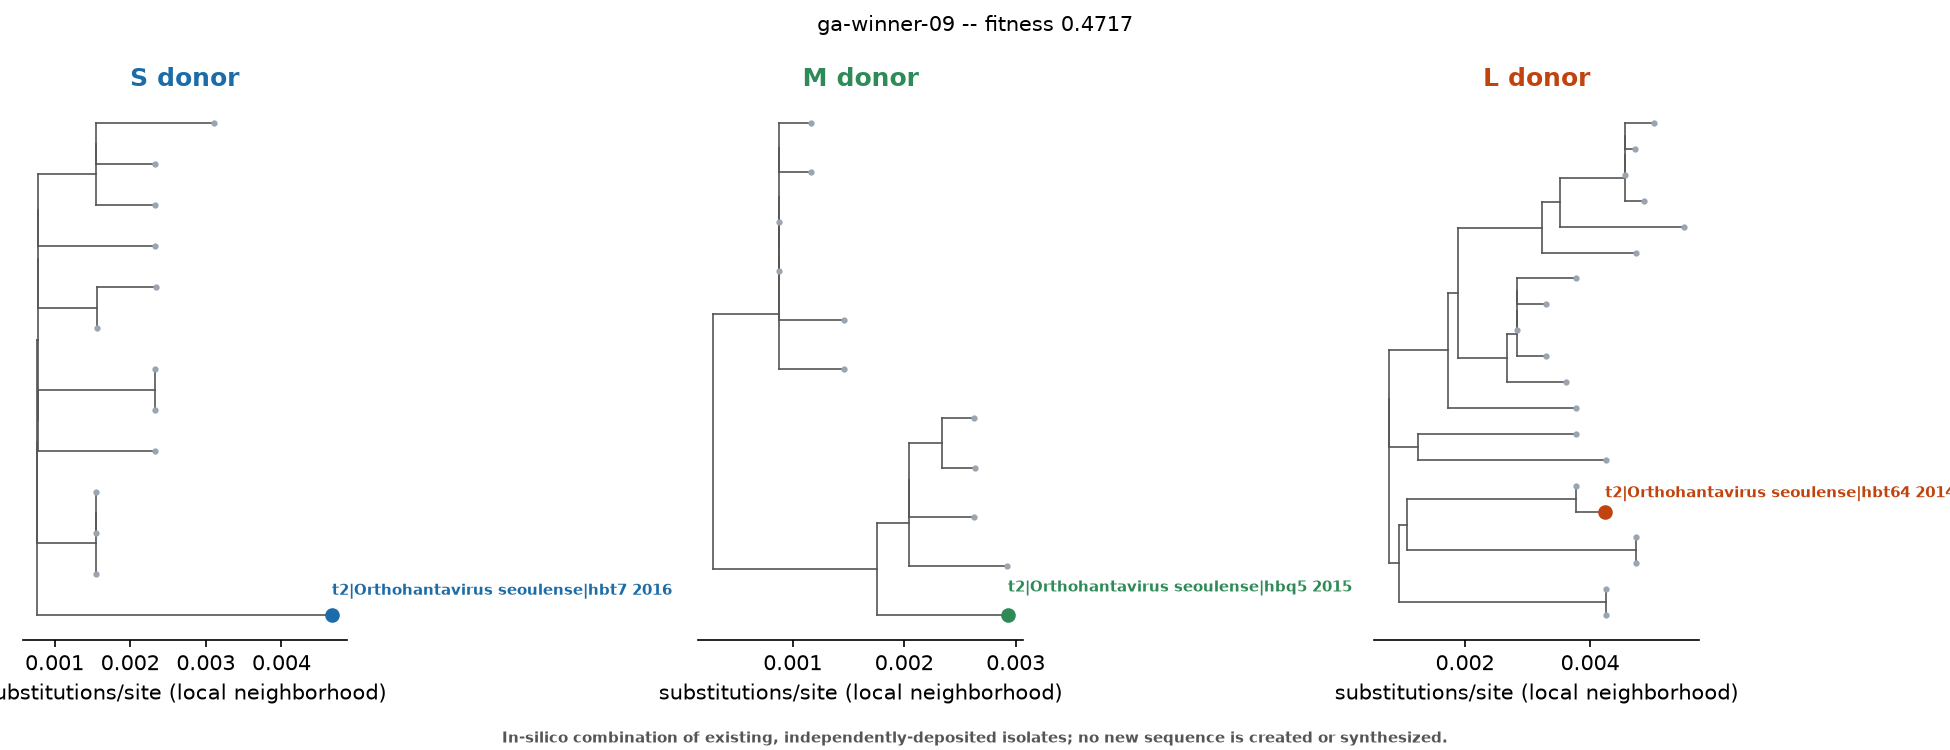 ga-winner-09 -- fitness 0.4717
S donor
M donor
L donor
t2|Orthohantavirus seoulense|hbt64 2014
t2|Orthohantavirus seoulense|hbt7 2016
t2|Orthohantavirus seoulense|hbq5 2015
0.001 0.002 0.003 0.004
0.001 0.002 0.003
0.002 0.004
ubstitutions/site (local neighborhood)
substitutions/site (local neighborhood)
substitutions/site (local neighborhood)
In-silico combination of existing, independently-deposited isolates; no new sequence is created or synthesized.